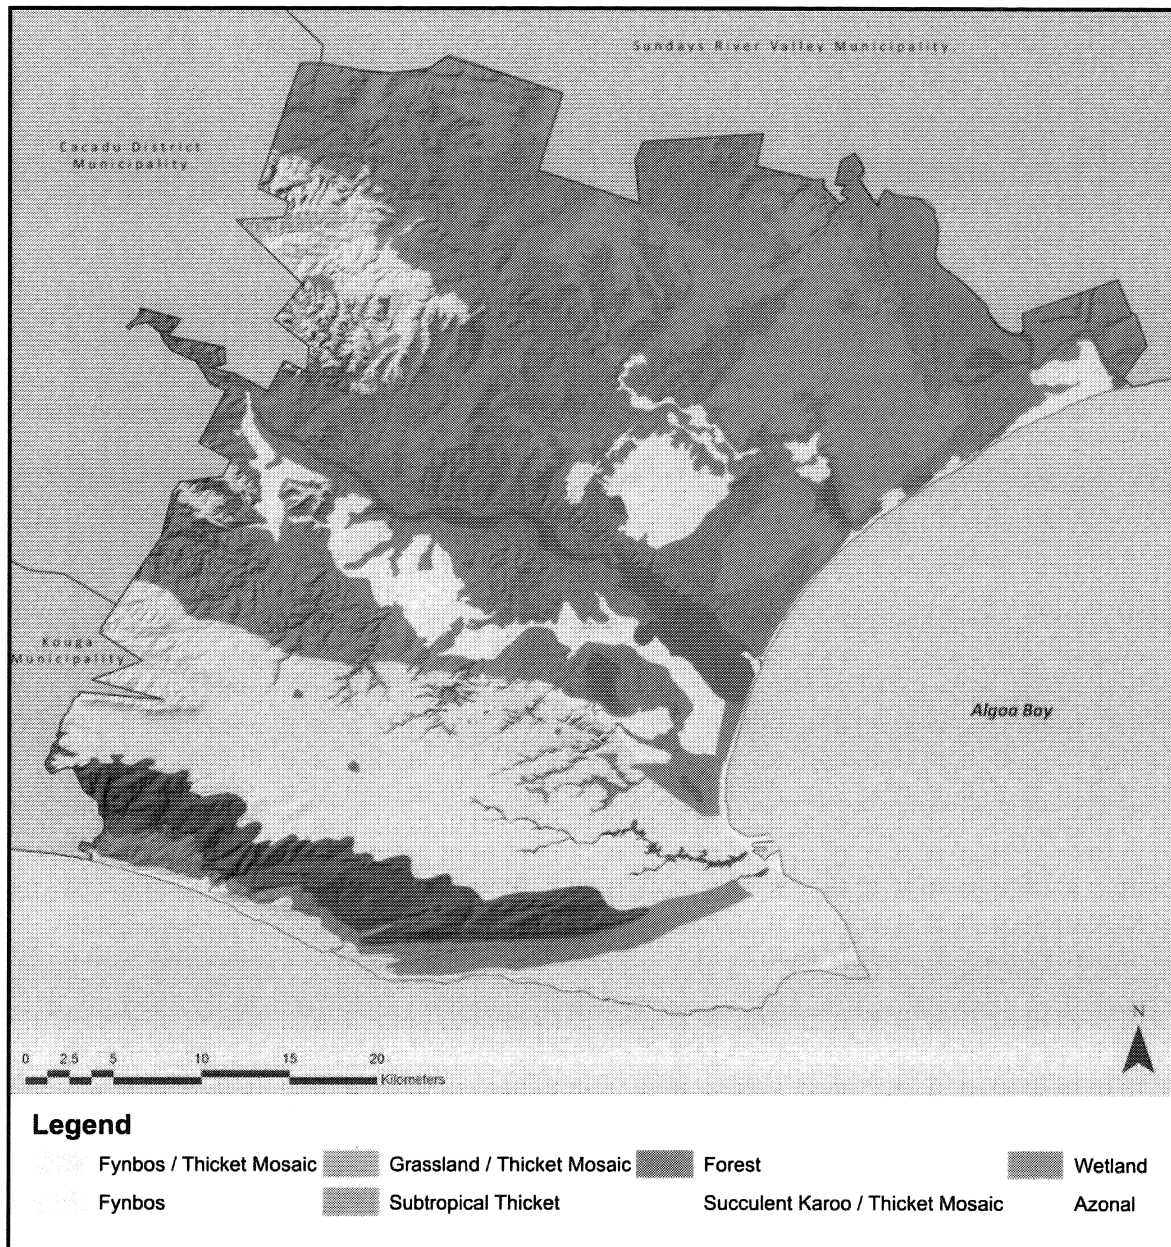 Sundays River Valley Municipality
Cacadu District
Municipality
Kouga
Municipality
Algoa Bay
N
0 2.5 5 10 15 20
Kilometers
Legend
Fynbos / Thicket Mosaic
Grassland / Thicket Mosaic
Forest
Wetland
Fynbos
Subtropical Thicket
Succulent Karoo / Thicket Mosaic
Azonal